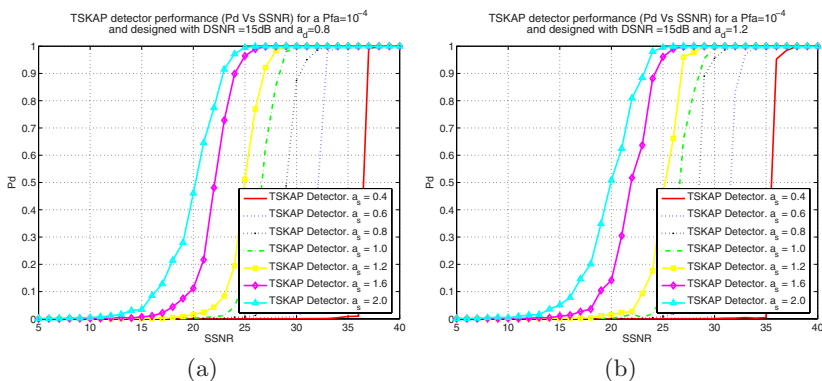 TSKAP detector performance (Pd Vs SSNR) for a Pfa=10⁻⁴
and designed with DSNR =15dB and a_d=0.8
1
0.9
0.8
0.7
0.6
0.5
0.4
0.3
0.2
0.1
0
Pd
TSKAP Detector. a_s = 0.4
TSKAP Detector. a_s = 0.6
TSKAP Detector. a_s = 0.8
TSKAP Detector. a_s = 1.0
TSKAP Detector. a_s = 1.2
TSKAP Detector. a_s = 1.6
TSKAP Detector. a_s = 2.0
5 10 15 20 25 30 35 40
SSNR
(a)
TSKAP detector performance (Pd Vs SSNR) for a Pfa=10⁻⁴
and designed with DSNR =15dB and a_d=1.2
1
0.9
0.8
0.7
0.6
0.5
0.4
0.3
0.2
0.1
0
Pd
TSKAP Detector. a_s = 0.4
TSKAP Detector. a_s = 0.6
TSKAP Detector. a_s = 0.8
TSKAP Detector. a_s = 1.0
TSKAP Detector. a_s = 1.2
TSKAP Detector. a_s = 1.6
TSKAP Detector. a_s = 2.0
5 10 15 20 25 30 35 40
SSNR
(b)